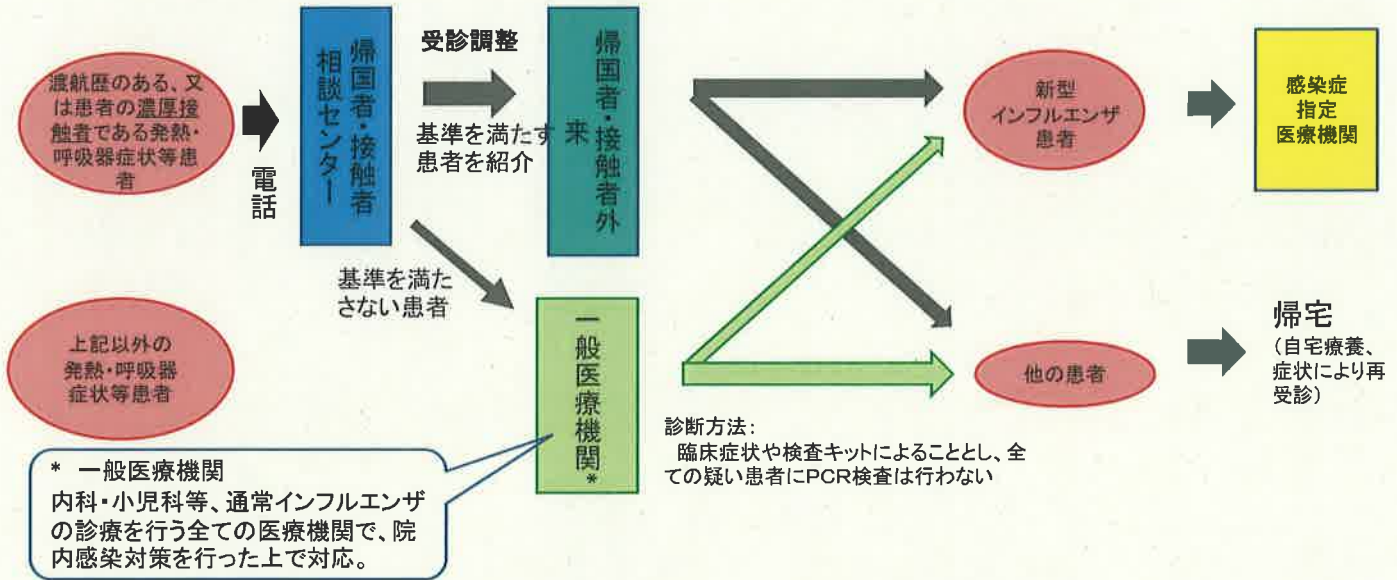 渡航歴のある、又
は患者の濃厚接
触者である発熱・
呼吸器症状等患
者
電話
帰国者・接触者
相談センター
受診調整
基準を満たす
患者を紹介
帰国者・接触者外
来
新型
インフルエンザ
患者
感染症
指定
医療機関
基準を満た
さない患者
上記以外の
発熱・呼吸器
症状等患者
一般医療機関*
他の患者
帰宅
（自宅療養、
症状により再
受診）
診断方法：
臨床症状や検査キットによることとし、全
ての疑い患者にPCR検査は行わない
* 一般医療機関
内科・小児科等、通常インフルエンザ
の診療を行う全ての医療機関で、院
内感染対策を行った上で対応。